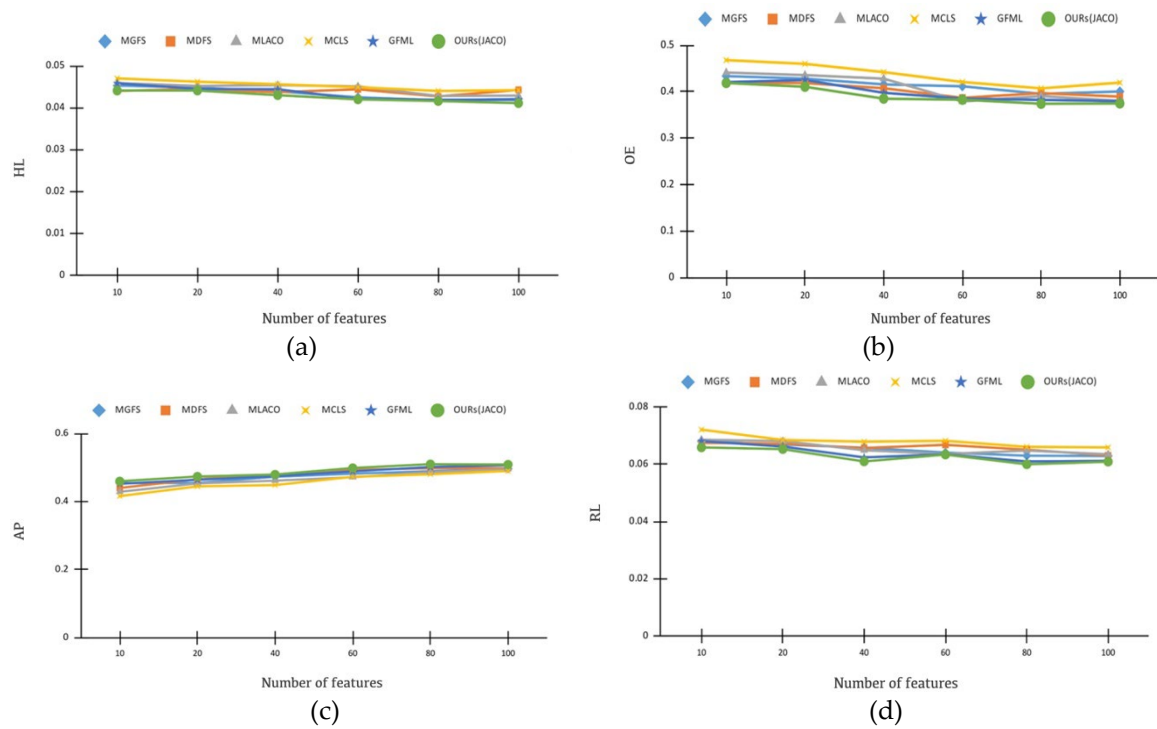 MGFS MDFS MLACO MCLS GFML OURs(JACO)
0.05
0.04
0.03
0.02
0.01
0
HL
10 20 40 60 80 100
Number of features
(a)
MGFS MDFS MLACO MCLS GFML OURs(JACO)
0.5
0.4
0.3
0.2
0.1
0
OE
10 20 40 60 80 100
Number of features
(b)
MGFS MDFS MLACO MCLS GFML OURs(JACO)
0.6
0.4
0.2
0
AP
10 20 40 60 80 100
Number of features
(c)
MGFS MDFS MLACO MCLS GFML OURs(JACO)
0.08
0.06
0.04
0.02
0
RL
10 20 40 60 80 100
Number of features
(d)